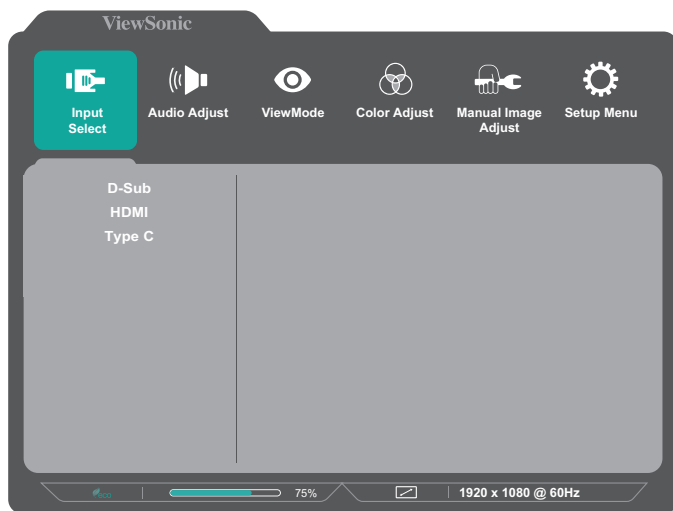 ViewSonic
Input Select
Audio Adjust
ViewMode
Color Adjust
Manual Image Adjust
Setup Menu
D-Sub
HDMI
Type C
ECO
75%
1920 x 1080 @ 60Hz